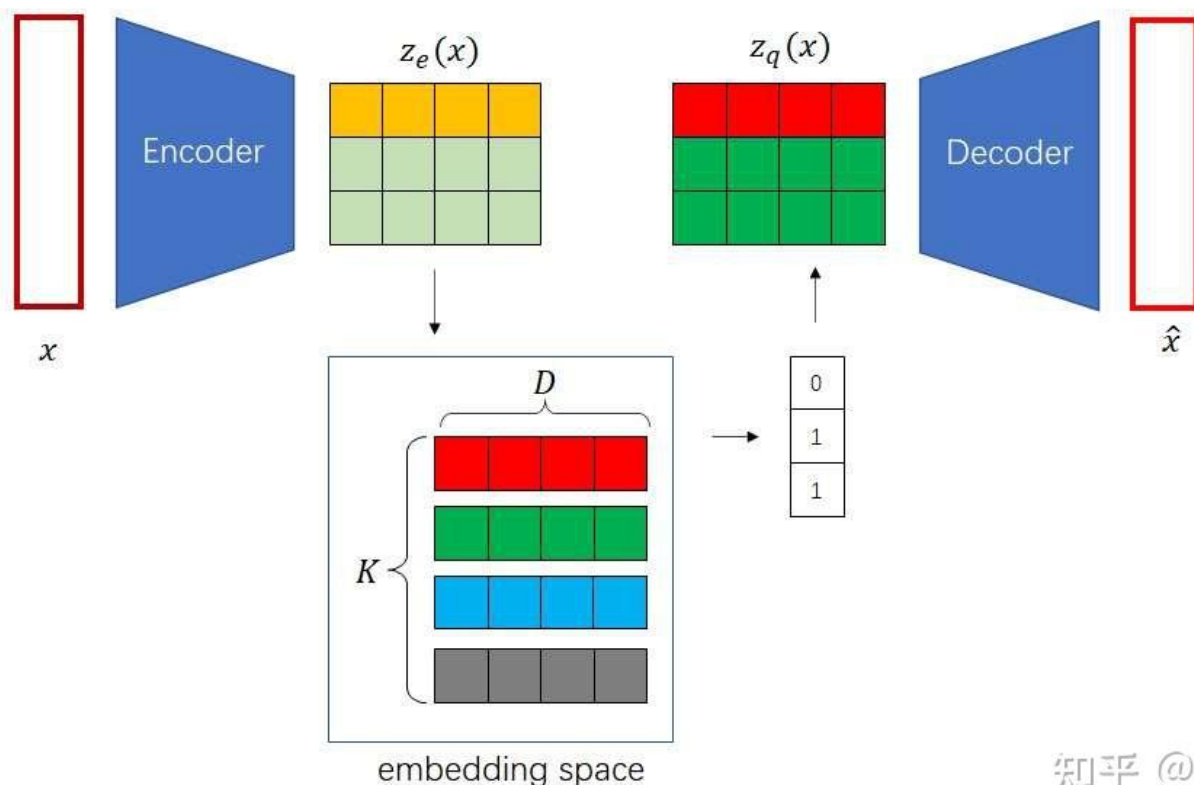 z_e(x)
z_q(x)
Encoder
Decoder
x
x̂
D
0
1
1
K
embedding space
知乎 @